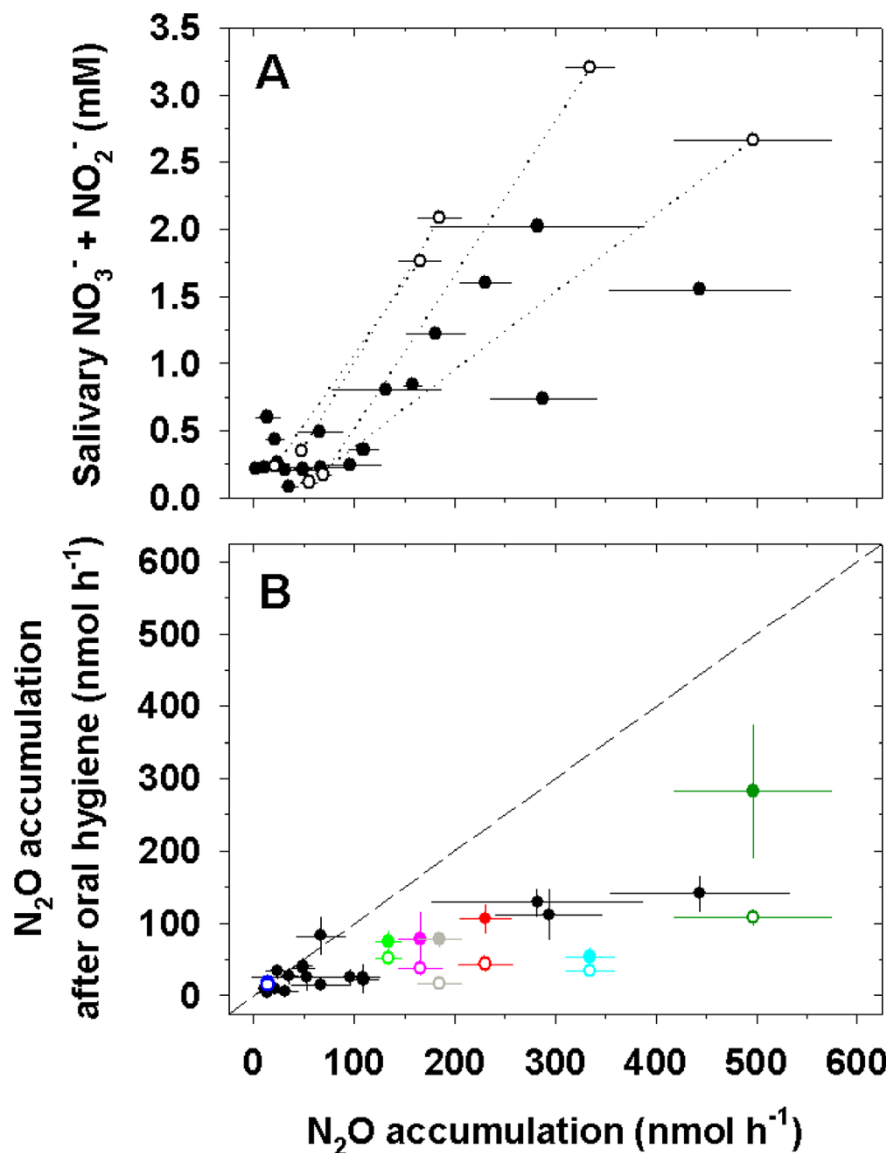 A
Salivary NO₃⁻ + NO₂⁻ (mM)
3.5
3.0
2.5
2.0
1.5
1.0
0.5
0.0
B
N₂O accumulation
after oral hygiene (nmol h⁻¹)
600
500
400
300
200
100
0
0 100 200 300 400 500 600
N₂O accumulation (nmol h⁻¹)